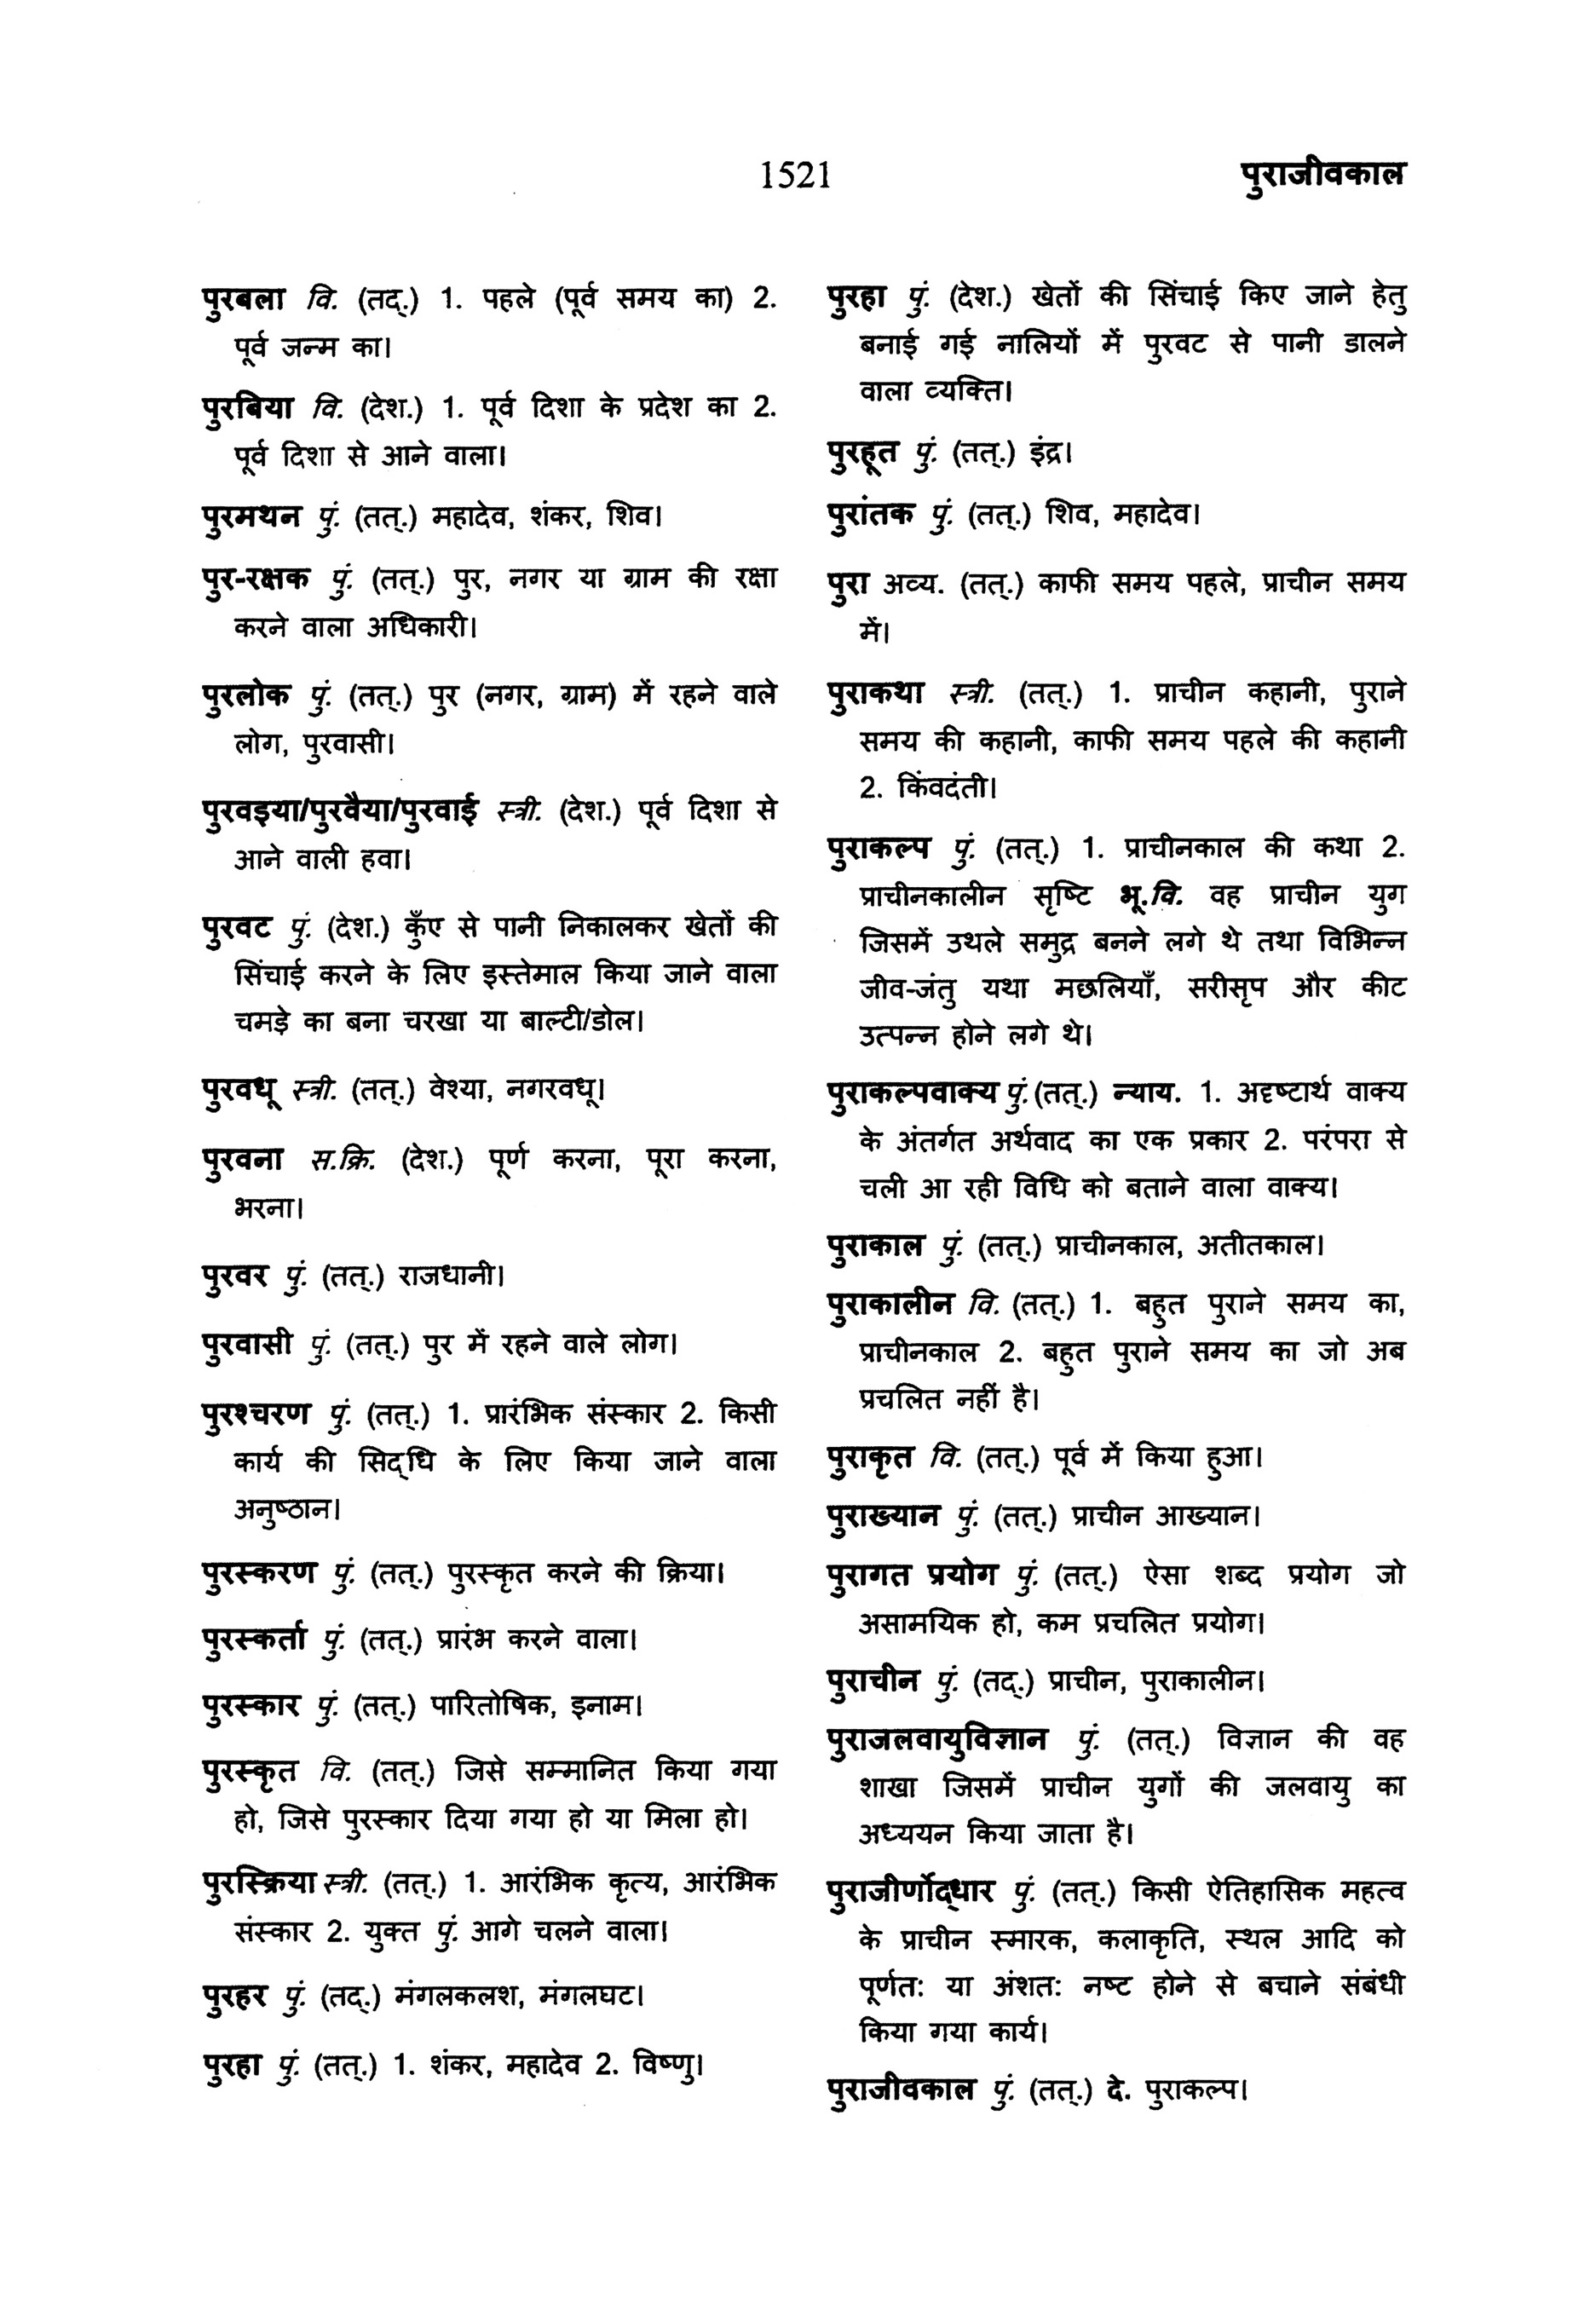 1521
पुराजीवकाल
पुरबला वि. (तद्.) 1. पहले (पूर्व समय का) 2.
पूर्व जन्म का।
पुरबिया वि. (देश.) 1. पूर्व दिशा के प्रदेश का 2.
पूर्व दिशा से आने वाला।
पुरमथन पुं. (तत्.) महादेव, शंकर, शिव।
पुर-रक्षक पुं. (तत्.) पुर, नगर या ग्राम की रक्षा
करने वाला अधिकारी।
पुरलोक पुं. (तत्.) पुर (नगर, ग्राम) में रहने वाले
लोग, पुरवासी।
पुरवइया/पुरवैया/पुरवाई स्त्री. (देश.) पूर्व दिशा से
आने वाली हवा।
पुरवट पुं. (देश.) कुँए से पानी निकालकर खेतों की
सिंचाई करने के लिए इस्तेमाल किया जाने वाला
चमड़े का बना चरखा या बाल्टी/डोल।
पुरवधू स्त्री. (तत्.) वेश्या, नगरवधू।
पुरवना स.क्रि. (देश.) पूर्ण करना, पूरा करना,
भरना।
पुरवर पुं. (तत्.) राजधानी।
पुरवासी पुं. (तत्.) पुर में रहने वाले लोग।
पुरश्चरण पुं. (तत्.) 1. प्रारंभिक संस्कार 2. किसी
कार्य की सिद्‌धि के लिए किया जाने वाला
अनुष्ठान।
पुरस्करण पुं. (तत्.) पुरस्कृत करने की क्रिया।
पुरस्कर्ता पुं. (तत्.) प्रारंभ करने वाला।
पुरस्कार पुं. (तत्.) पारितोषिक, इनाम।
पुरस्कृत वि. (तत्.) जिसे सम्मानित किया गया
हो, जिसे पुरस्कार दिया गया हो या मिला हो।
पुरस्क्रिया स्त्री. (तत्.) 1. आरंभिक कृत्य, आरंभिक
संस्कार 2. युक्त पुं. आगे चलने वाला।
पुरहर पुं. (तद्.) मंगलकलश, मंगलघट।
पुरहा पुं. (तत्.) 1. शंकर, महादेव 2. विष्णु।
पुरहा पुं. (देश.) खेतों की सिंचाई किए जाने हेतु
बनाई गई नालियों में पुरवट से पानी डालने
वाला व्यक्ति।
पुरहूत पुं. (तत्.) इंद्र।
पुरांतक पुं. (तत्.) शिव, महादेव।
पुरा अव्य. (तत्.) काफी समय पहले, प्राचीन समय
में।
पुराकथा स्त्री. (तत्.) 1. प्राचीन कहानी, पुराने
समय की कहानी, काफी समय पहले की कहानी
2. किंवदंती।
पुराकल्प पुं. (तत्.) 1. प्राचीनकाल की कथा 2.
प्राचीनकालीन सृष्टि भू.वि. वह प्राचीन युग
जिसमें उथले समुद्र बनने लगे थे तथा विभिन्न
जीव-जंतु यथा मछलियाँ, सरीसृप और कीट
उत्पन्न होने लगे थे।
पुराकल्पवाक्य पुं. (तत्.) न्याय. 1. अदृष्टार्थ वाक्य
के अंतर्गत अर्थवाद का एक प्रकार 2. परंपरा से
चली आ रही विधि को बताने वाला वाक्य।
पुराकाल पुं. (तत्.) प्राचीनकाल, अतीतकाल।
पुराकालीन वि. (तत्.) 1. बहुत पुराने समय का,
प्राचीनकाल 2. बहुत पुराने समय का जो अब
प्रचलित नहीं है।
पुराकृत वि. (तत्.) पूर्व में किया हुआ।
पुराख्यान पुं. (तत्.) प्राचीन आख्यान।
पुरागत प्रयोग पुं. (तत्.) ऐसा शब्द प्रयोग जो
असामयिक हो, कम प्रचलित प्रयोग।
पुराचीन पुं. (तद्.) प्राचीन, पुराकालीन।
पुराजलवायुविज्ञान पुं. (तत्.) विज्ञान की वह
शाखा जिसमें प्राचीन युगों की जलवायु का
अध्ययन किया जाता है।
पुराजीर्णोद्‌धार पुं. (तत्.) किसी ऐतिहासिक महत्व
के प्राचीन स्मारक, कलाकृति, स्थल आदि को
पूर्णत: या अंशत: नष्ट होने से बचाने संबंधी
किया गया कार्य।
पुराजीवकाल पुं. (तत्.) दे. पुराकल्प।